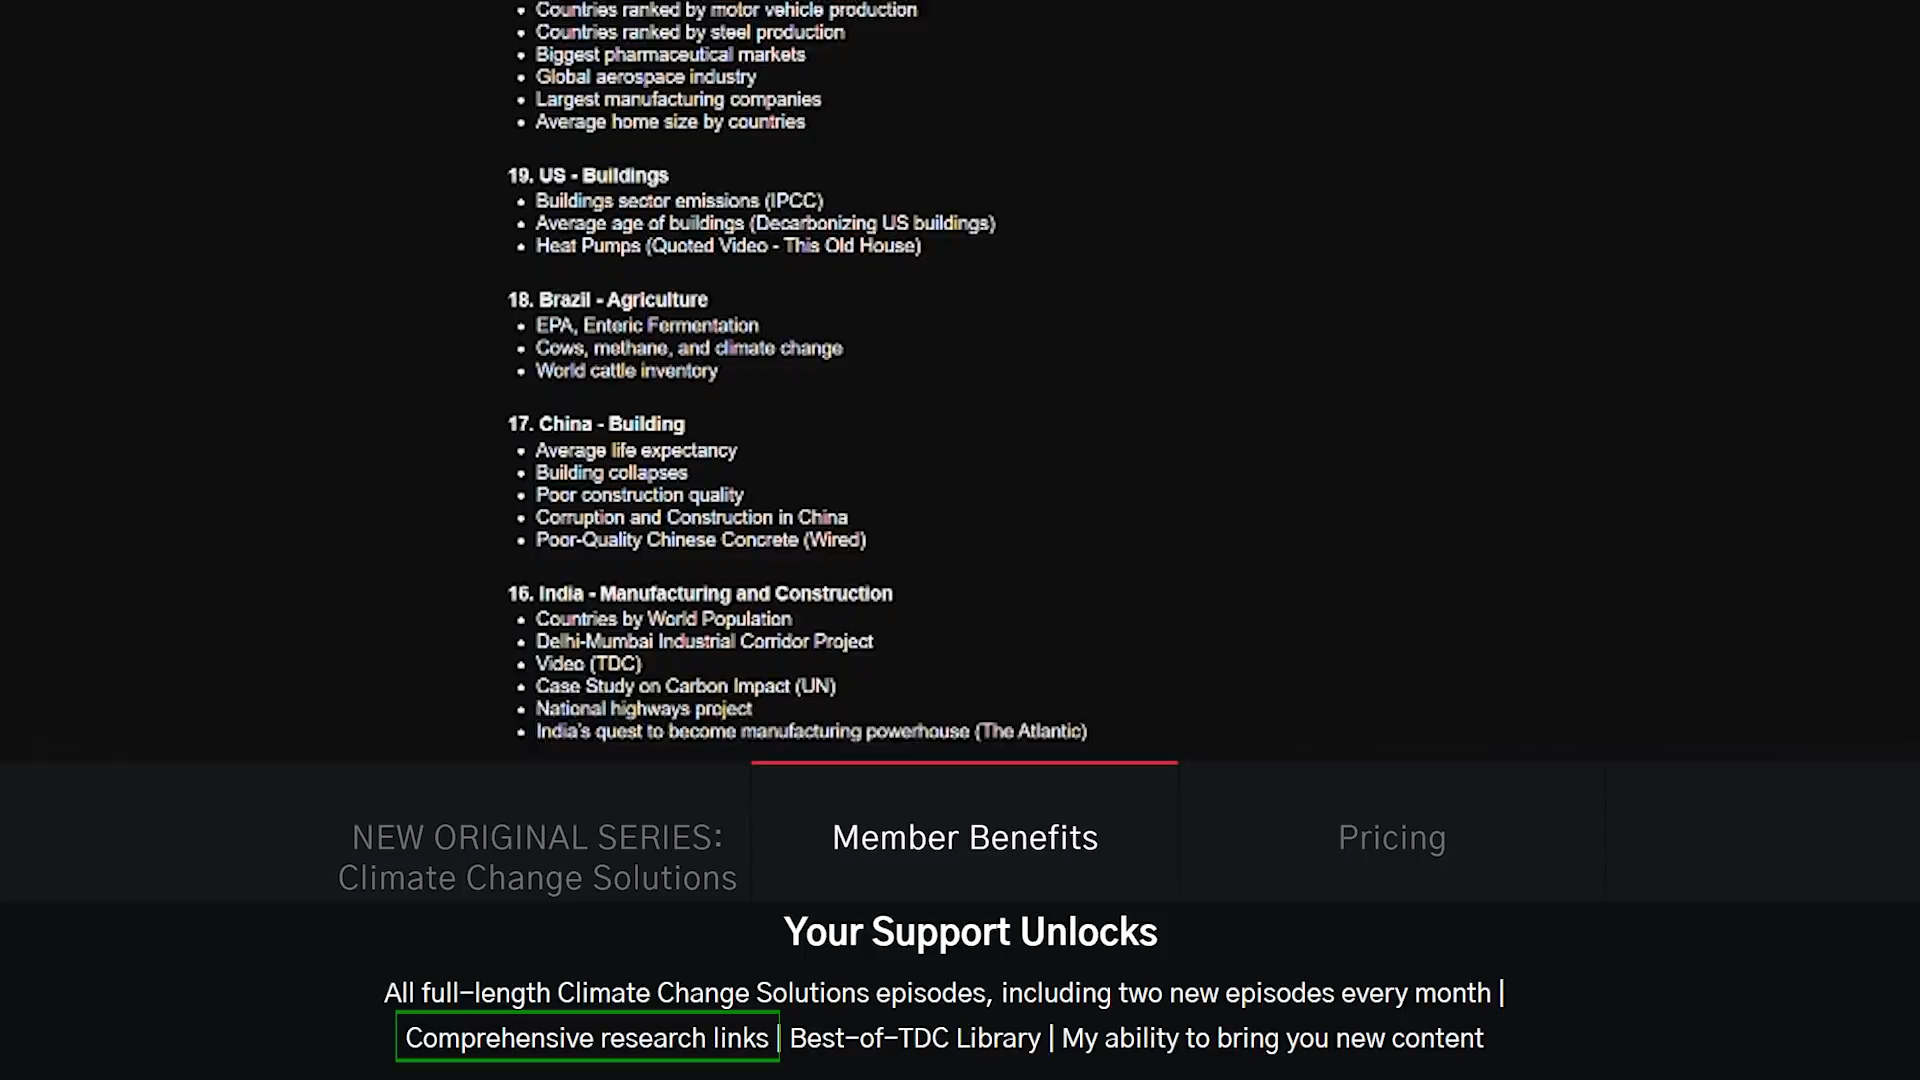 • Countries ranked by motor vehicle production
• Countries ranked by steel production
• Biggest pharmaceutical markets
• Global aerospace industry
• Largest manufacturing companies
• Average home size by countries
19. US - Buildings
• Buildings sector emissions (IPCC)
• Average age of buildings (Decarbonizing US buildings)
• Heat Pumps (Quoted Video - This Old House)
18. Brazil - Agriculture
• EPA, Enteric Fermentation
• Cows, methane, and climate change
• World cattle inventory
17. China - Building
• Average life expectancy
• Building collapses
• Poor construction quality
• Corruption and Construction in China
• Poor-Quality Chinese Concrete (Wired)
16. India - Manufacturing and Construction
• Countries by World Population
• Delhi-Mumbai Industrial Corridor Project
• Video (TDC)
• Case Study on Carbon Impact (UN)
• National highways project
• India's quest to become manufacturing powerhouse (The Atlantic)
NEW ORIGINAL SERIES:
Climate Change Solutions
Member Benefits
Pricing
Your Support Unlocks
All full-length Climate Change Solutions episodes, including two new episodes every month |
Comprehensive research links | Best-of-TDC Library | My ability to bring you new content